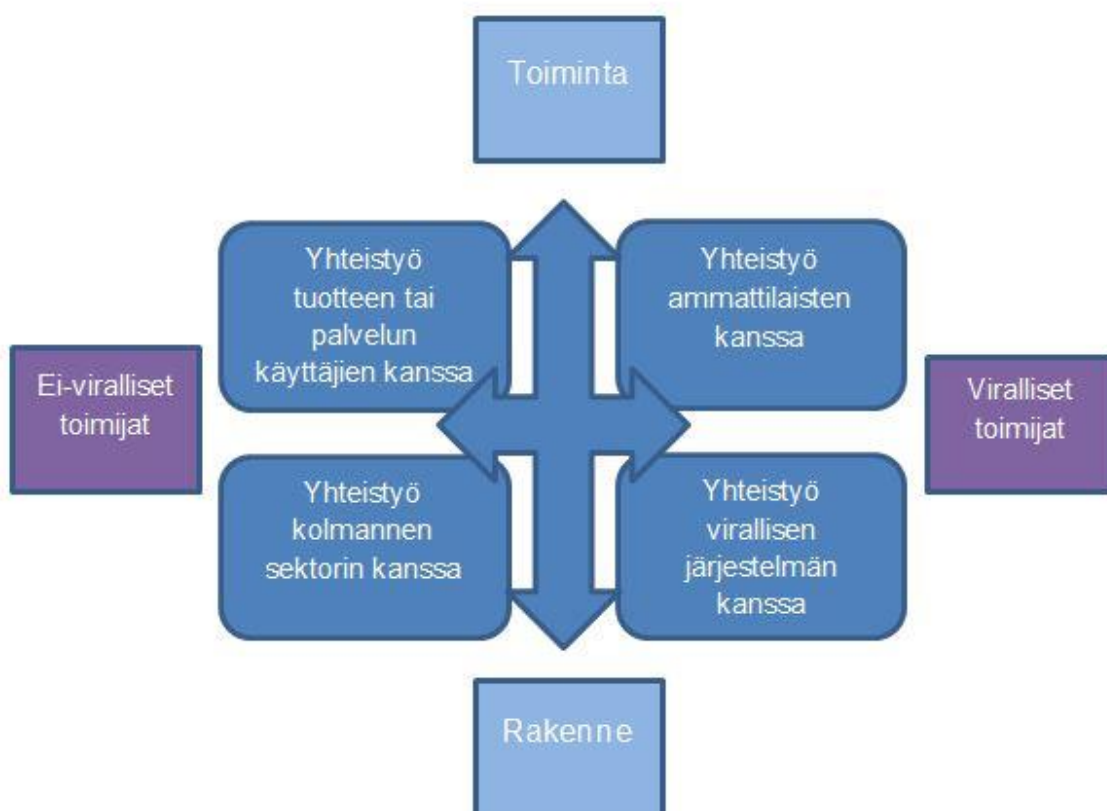 Toiminta
Yhteistyö
tuotteen tai
palvelun
käyttäjien kanssa
Yhteistyö
ammattilaisten
kanssa
Ei-viralliset
toimijat
Viralliset
toimijat
Yhteistyö
kolmannen
sektorin kanssa
Yhteistyö
virallisen
järjestelmän
kanssa
Rakenne